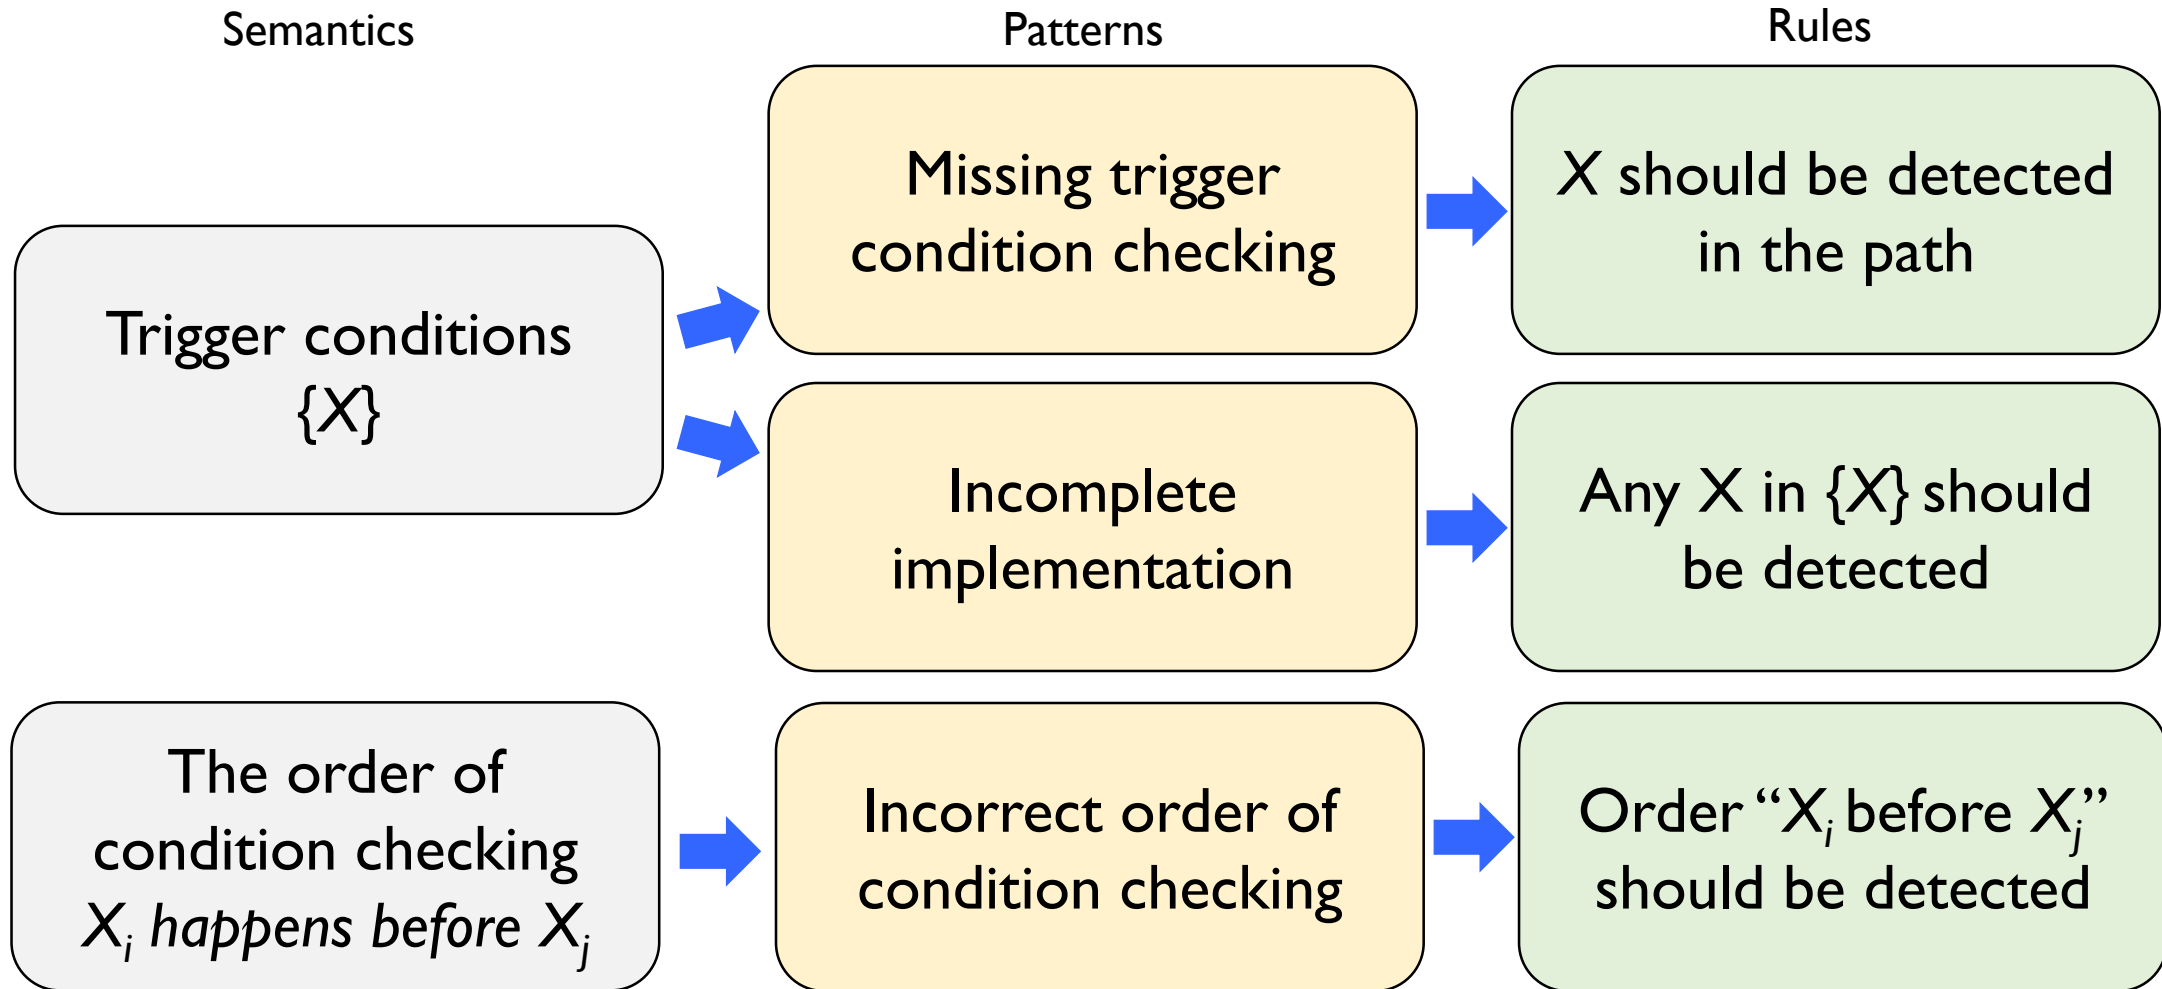 Semantics
Patterns
Rules
Trigger conditions
{X}
Missing trigger
condition checking
X should be detected
in the path
Incomplete
implementation
Any X in {X} should
be detected
The order of
condition checking
Xi happens before Xj
Incorrect order of
condition checking
Order “Xi before Xj”
should be detected